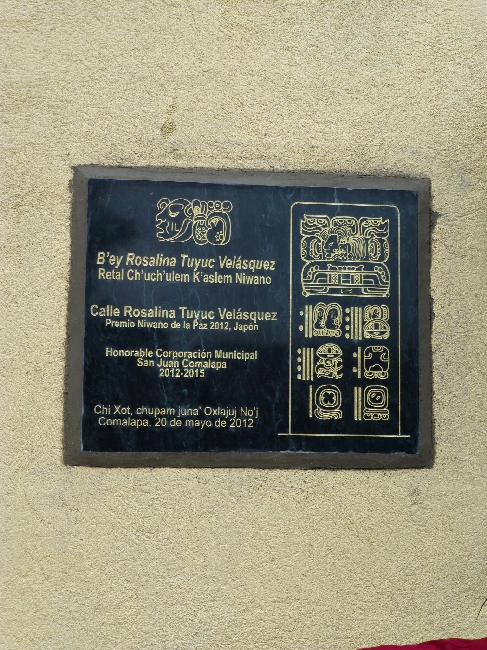 B'ey Rosalina Tuyuc Velásquez
Retal Ch'uch'ulem K'aslem Niwano
Calle Rosalina Tuyuc Velásquez
Premio Niwano de la Paz 2012, Japón
Honorable Corporación Municipal
San Juan Comalapa
2012-2015
Chi Xot, chupam juna' Oxlajuj No'j
Comalapa, 20 de mayo de 2012